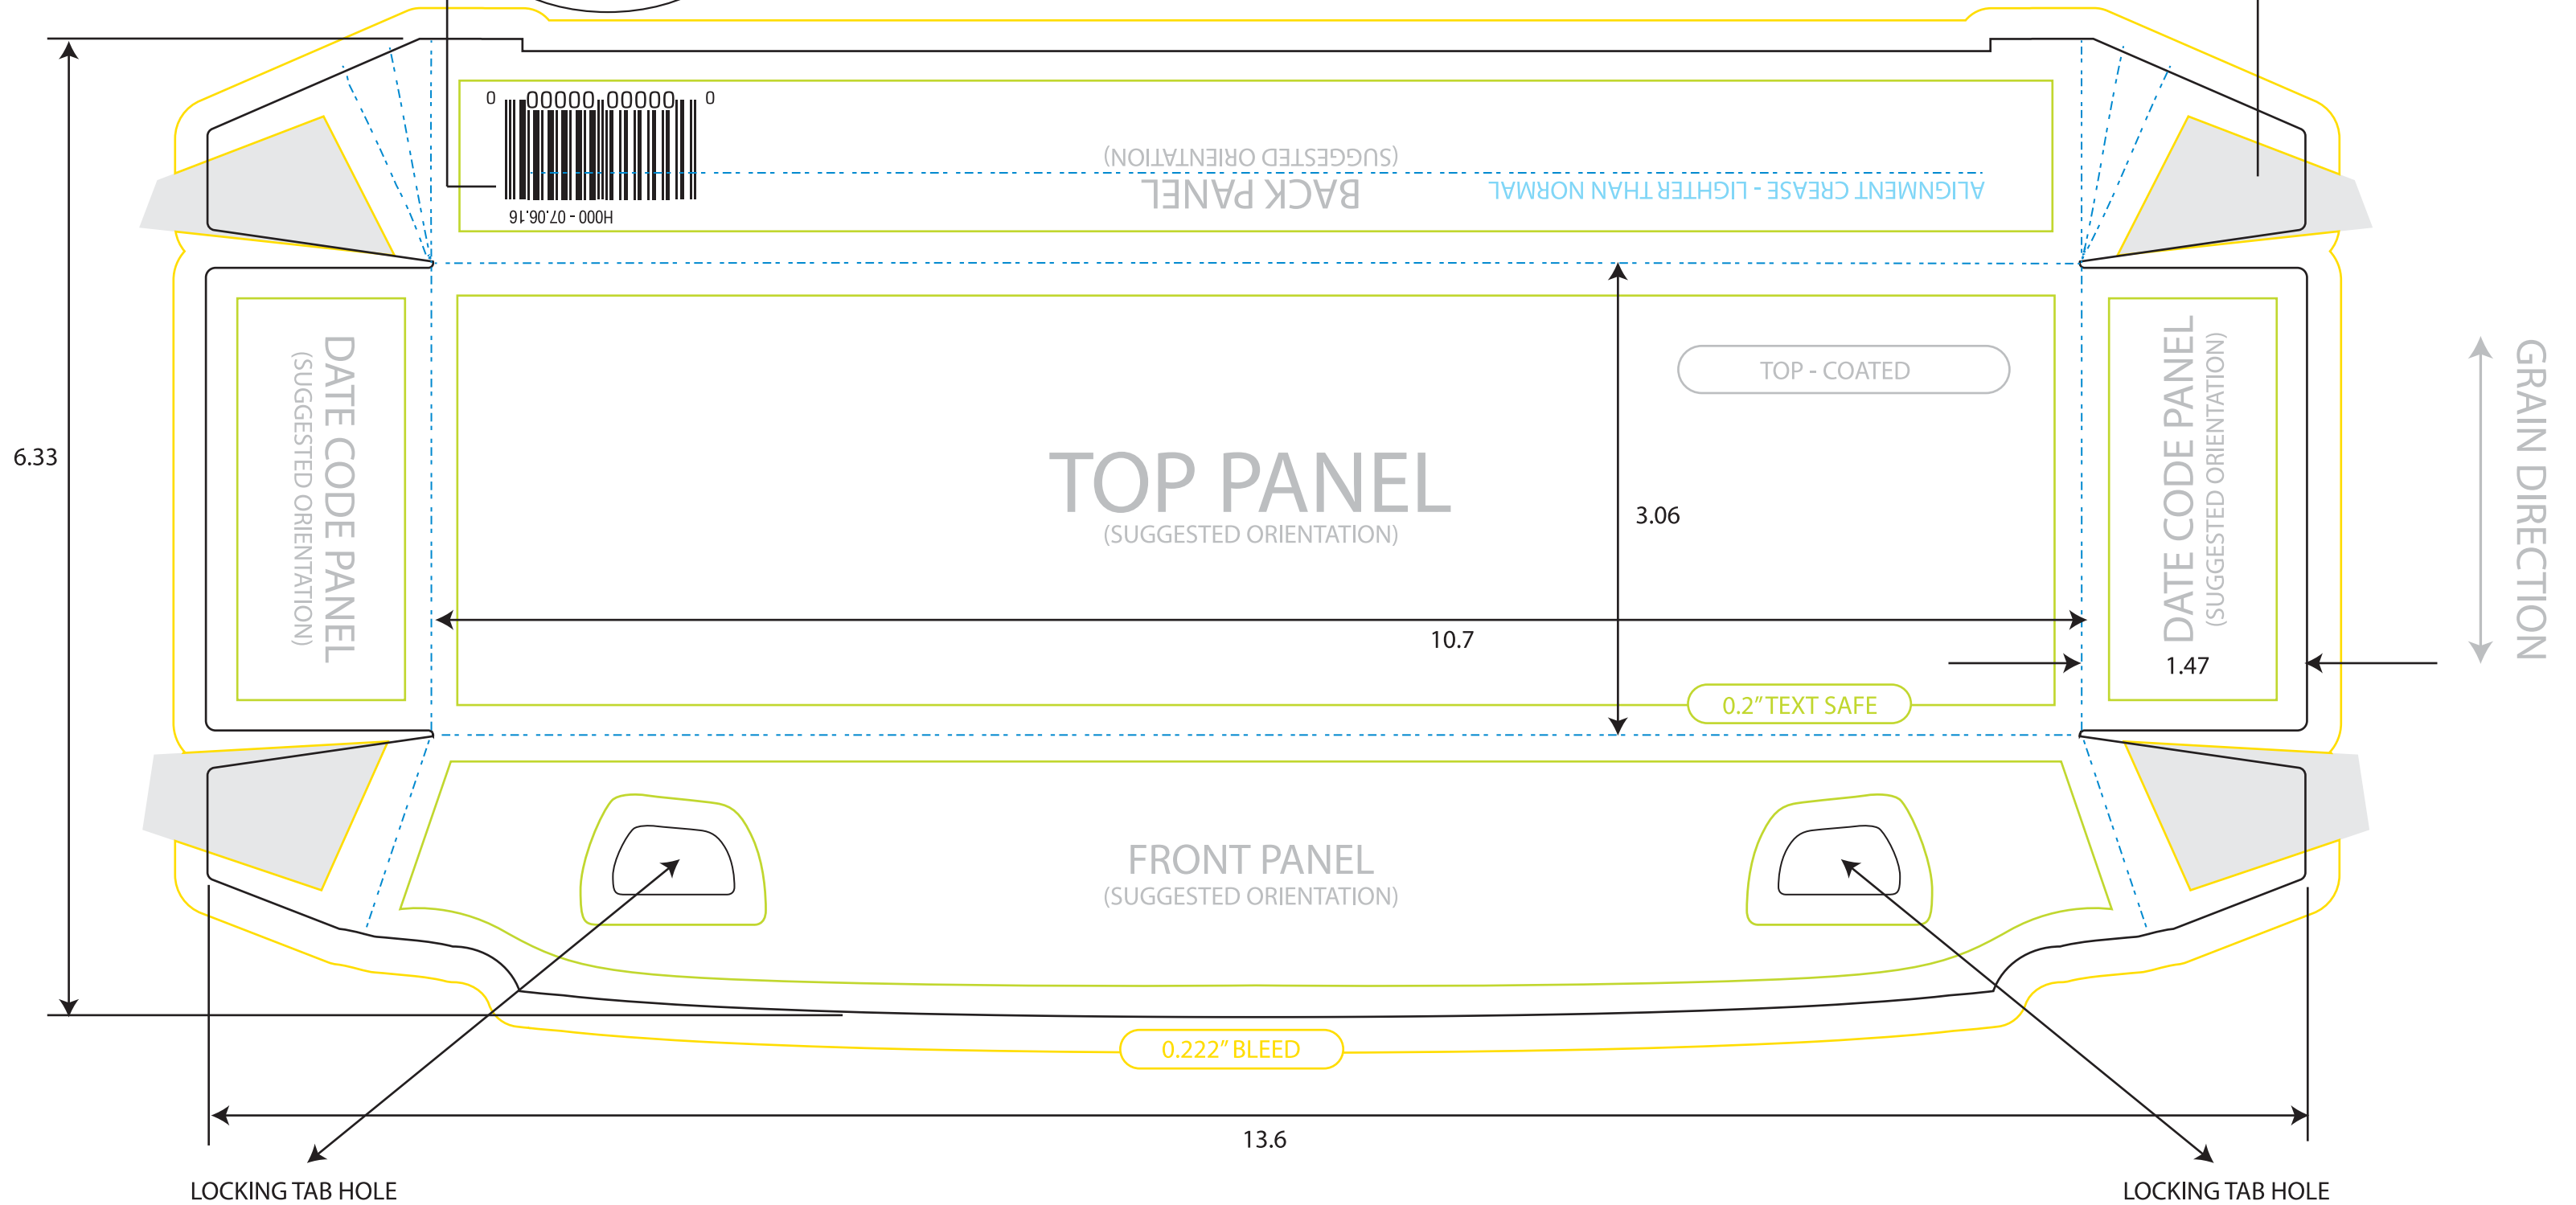 0 00000 00000 0
H000 - 07.06.16
(SUGGESTED ORIENTATION)
BACK PANEL
ALIGNMENT CREASE - LIGHTER THAN NORMAL
DATE CODE PANEL
(SUGGESTED ORIENTATION)
TOP - COATED
TOP PANEL
(SUGGESTED ORIENTATION)
DATE CODE PANEL
(SUGGESTED ORIENTATION)
GRAIN DIRECTION
6.33
3.06
10.7
1.47
0.2” TEXT SAFE
FRONT PANEL
(SUGGESTED ORIENTATION)
0.222” BLEED
13.6
LOCKING TAB HOLE
LOCKING TAB HOLE